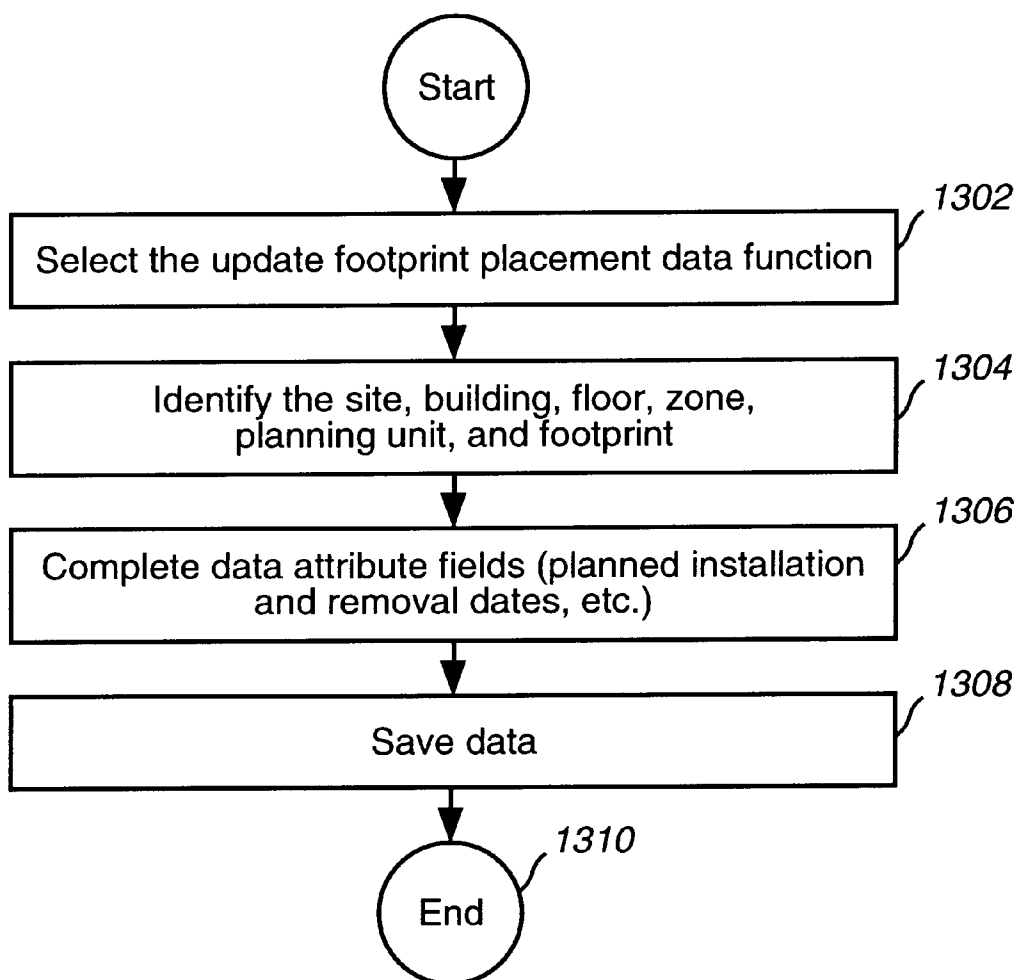 Start
1302
Select the update footprint placement data function
1304
Identify the site, building, floor, zone,
planning unit, and footprint
1306
Complete data attribute fields (planned installation
and removal dates, etc.)
1308
Save data
1310
End